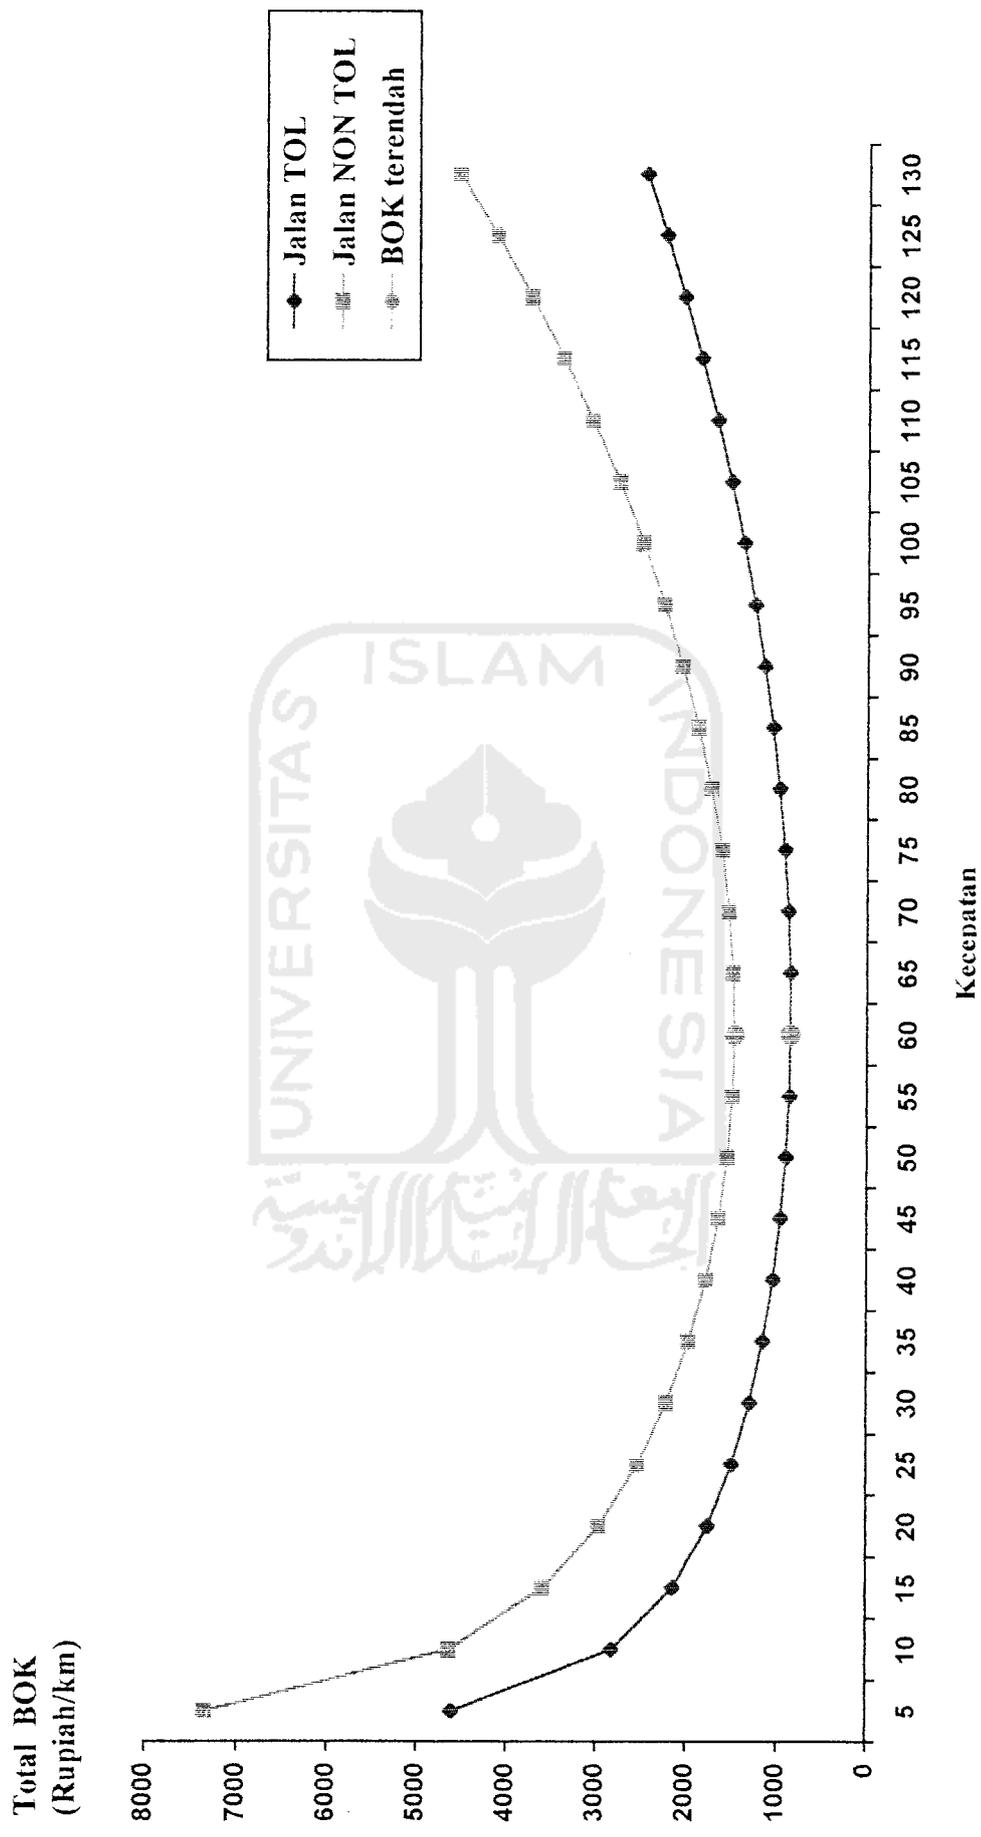 Total BOK
(Rupiah/km)
8000
7000
6000
5000
4000
3000
2000
1000
0
5 10 15 20 25 30 35 40 45 50 55 60 65 70 75 80 85 90 95 100 105 110 115 120 125 130
Kecepatan
Jalan TOL
Jalan NON TOL
BOK terendah
UNIVERSITAS
ISLAM
INDONESIA